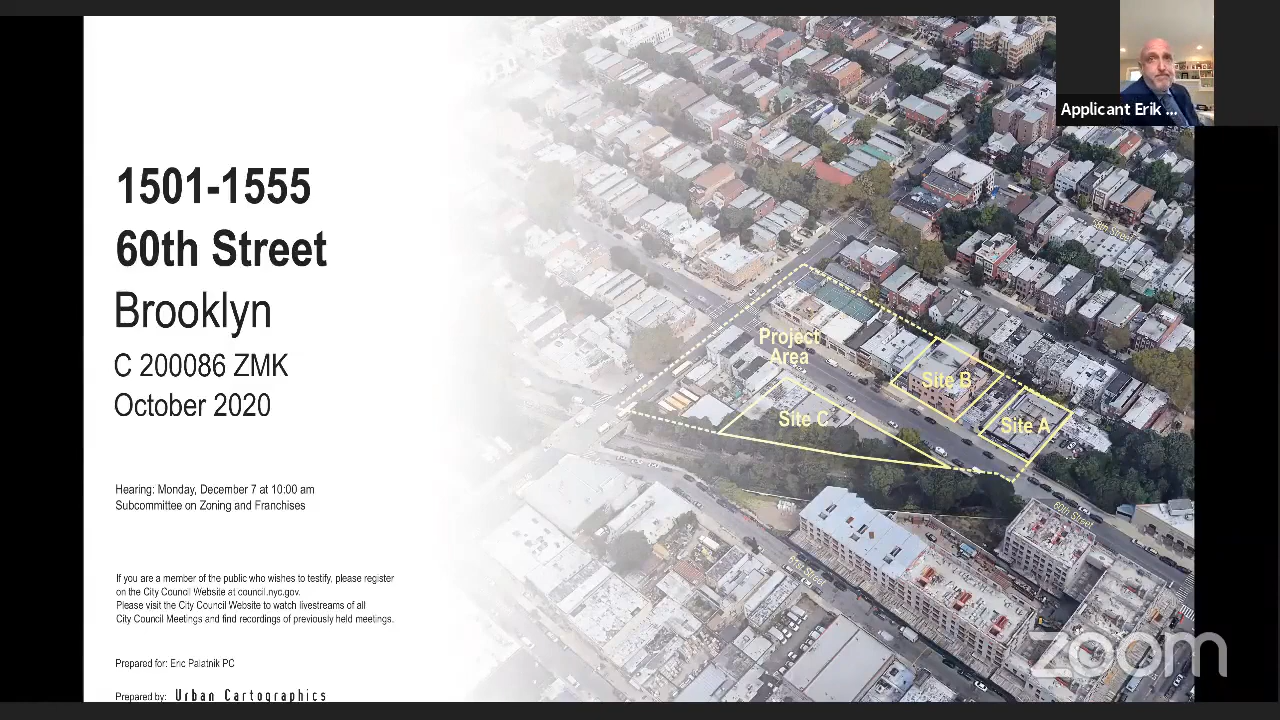 1501-1555
60th Street
Brooklyn
C 200086 ZMK
October 2020
Hearing: Monday, December 7 at 10:00 am
Subcommittee on Zoning and Franchises
If you are a member of the public who wishes to testify, please register
on the City Council Website at council.nyc.gov.
Please visit the City Council Website to watch livestreams of all
City Council Meetings and find recordings of previously held meetings.
Prepared for: Eric Palatnik PC
Prepared by: Urban Cartographics
Applicant Erik ...
Project
Area
Site B
Site C
Site A
60th Street
61st Street
zoom